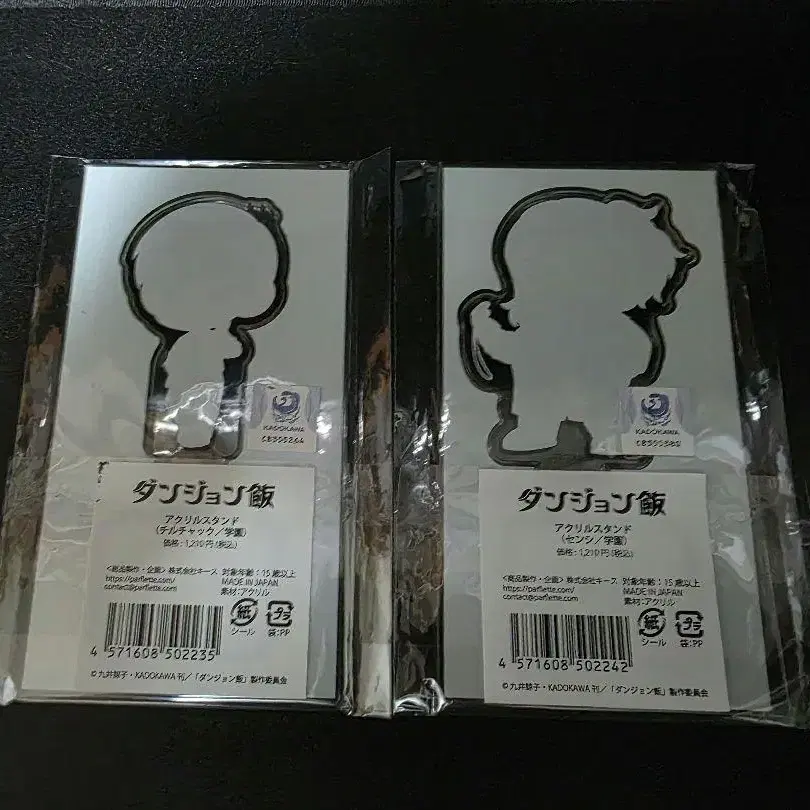 KADOKAWA
ダンジョン飯
アクリルスタンド
(チルチャック/学園)
価格:1,210円(税込)
<商品製作・企画>株式会社キース 対象年齢:15歳以上
https://parflette.com/ MADE IN JAPAN
contact@parflette.com 素材:アクリル
紙
シール
プラ
袋:PP
4 571608 502235
© 九井諒子・KADOKAWA 刊/「ダンジョン飯」製作委員会
KADOKAWA
ダンジョン飯
アクリルスタンド
(センシ/学園)
価格:1,210円(税込)
<商品製作・企画>株式会社キース 対象年齢:15歳以上
https://parflette.com/ MADE IN JAPAN
contact@parflette.com 素材:アクリル
紙
シール
プラ
袋:PP
4 571608 502242
© 九井諒子・KADOKAWA 刊/「ダンジョン飯」製作委員会